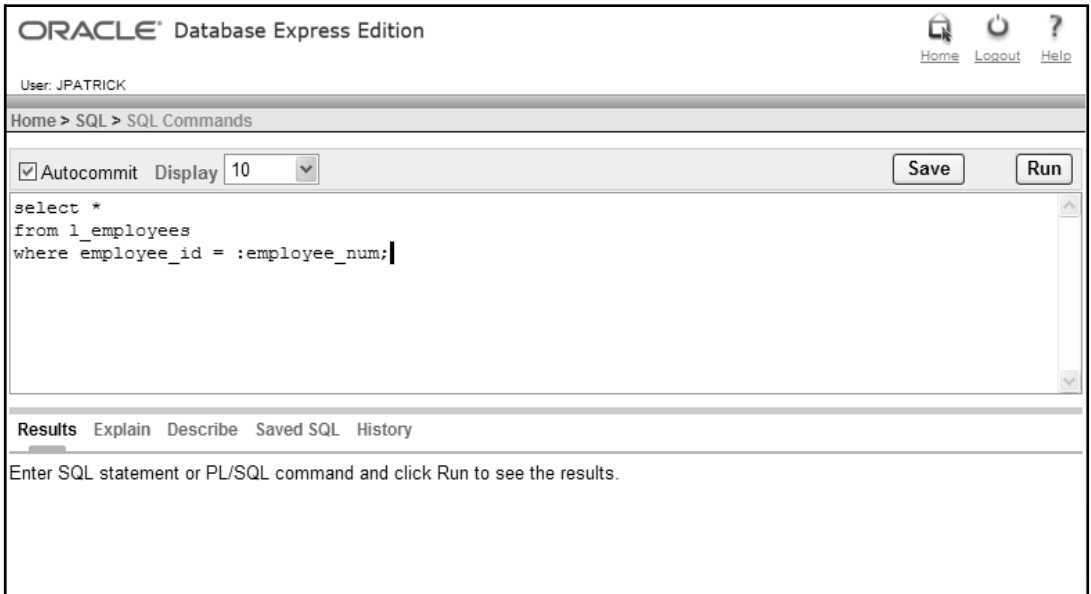 ORACLE® Database Express Edition
Home Logout Help
User: JPATRICK
Home > SQL > SQL Commands
Autocommit Display 10 Save Run
select *
from l_employees
where employee_id = :employee_num;
Results Explain Describe Saved SQL History
Enter SQL statement or PL/SQL command and click Run to see the results.